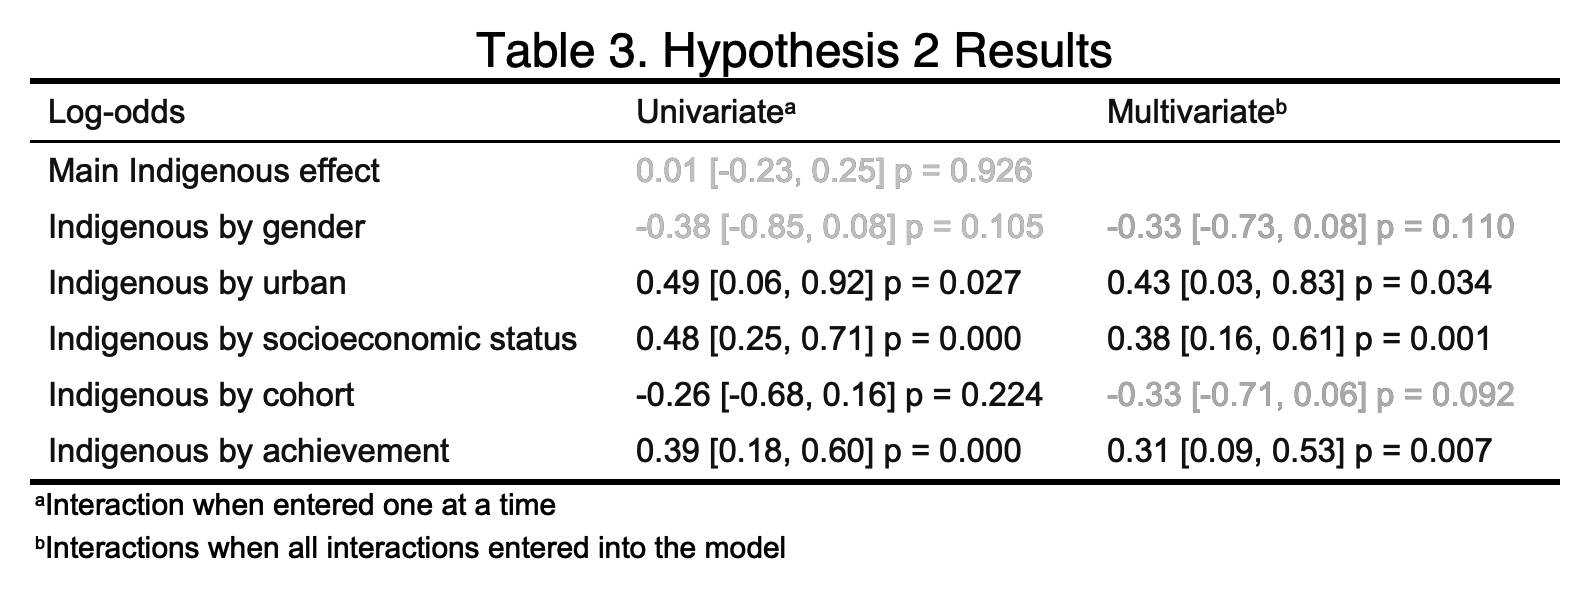 Table 3. Hypothesis 2 Results
Log-odds Univariateᵃ Multivariateᵇ
Main Indigenous effect 0.01 [-0.23, 0.25] p = 0.926
Indigenous by gender -0.38 [-0.85, 0.08] p = 0.105 -0.33 [-0.73, 0.08] p = 0.110
Indigenous by urban 0.49 [0.06, 0.92] p = 0.027 0.43 [0.03, 0.83] p = 0.034
Indigenous by socioeconomic status 0.48 [0.25, 0.71] p = 0.000 0.38 [0.16, 0.61] p = 0.001
Indigenous by cohort -0.26 [-0.68, 0.16] p = 0.224 -0.33 [-0.71, 0.06] p = 0.092
Indigenous by achievement 0.39 [0.18, 0.60] p = 0.000 0.31 [0.09, 0.53] p = 0.007
ᵃInteraction when entered one at a time
ᵇInteractions when all interactions entered into the model